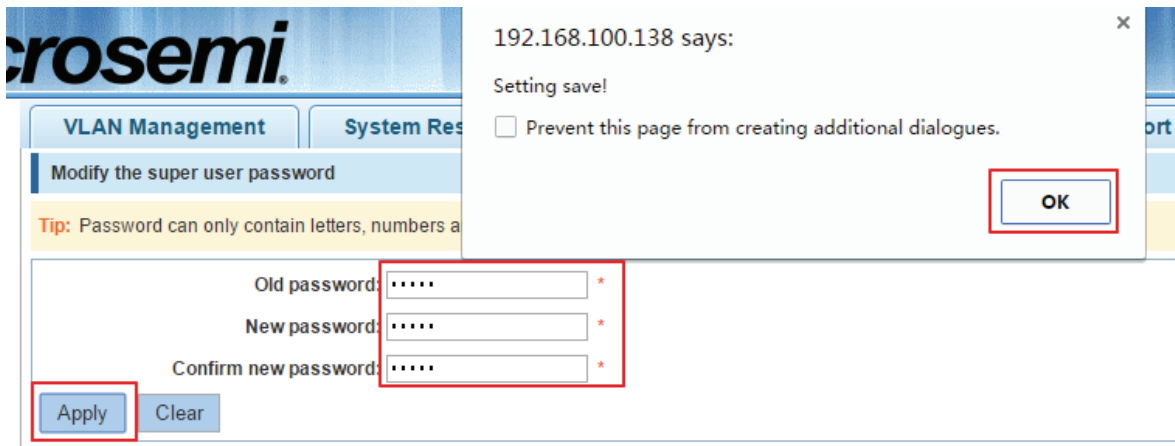 crosemi.
192.168.100.138 says:
×
Setting save!
Prevent this page from creating additional dialogues.
OK
VLAN Management
System Res
ort
Modify the super user password
Tip: Password can only contain letters, numbers a
Old password: ••••• *
New password: ••••• *
Confirm new password: ••••• *
Apply Clear